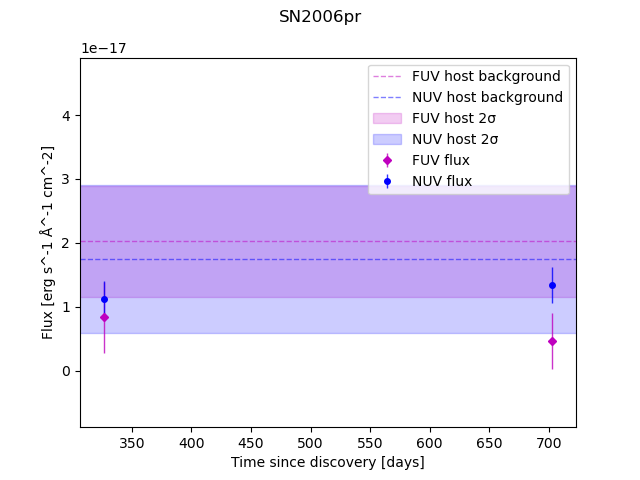 SN2006pr
1e−17
FUV host background
NUV host background
FUV host 2σ
NUV host 2σ
FUV flux
NUV flux
4
3
2
1
0
Flux [erg s^-1 Å^-1 cm^-2]
350 400 450 500 550 600 650 700
Time since discovery [days]